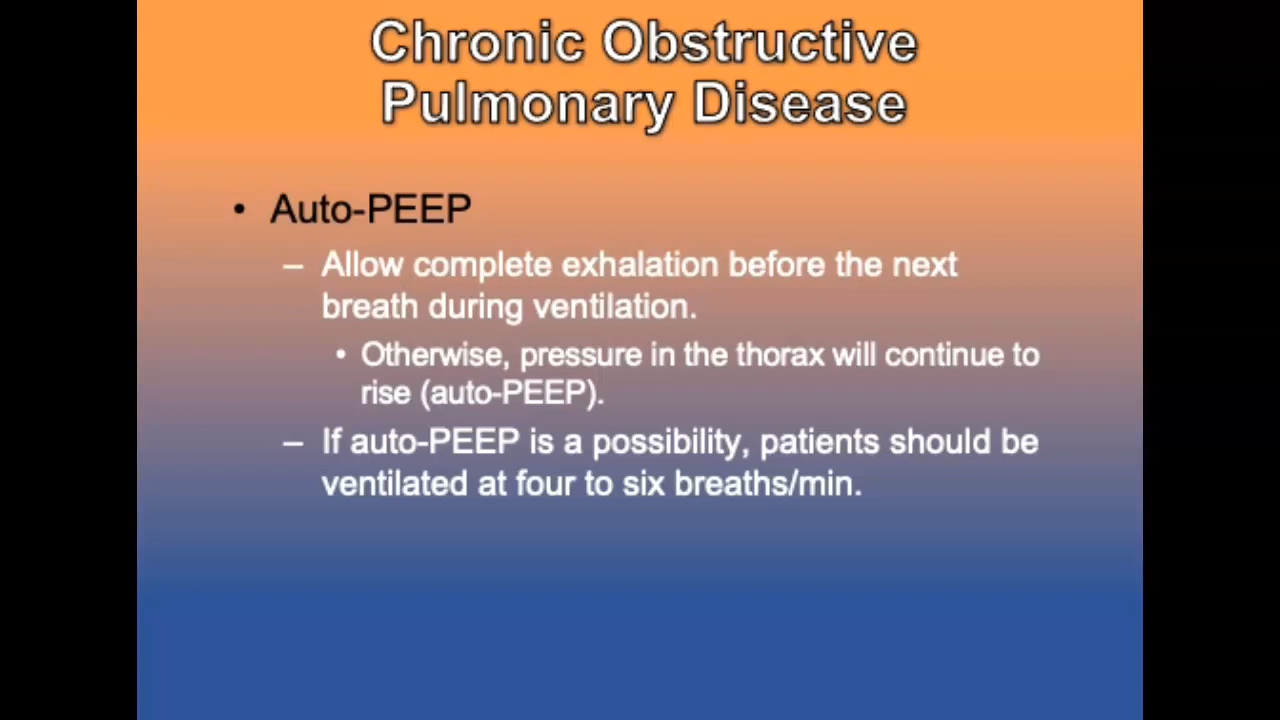 Chronic Obstructive
Pulmonary Disease
• Auto-PEEP
– Allow complete exhalation before the next
breath during ventilation.
• Otherwise, pressure in the thorax will continue to
rise (auto-PEEP).
– If auto-PEEP is a possibility, patients should be
ventilated at four to six breaths/min.